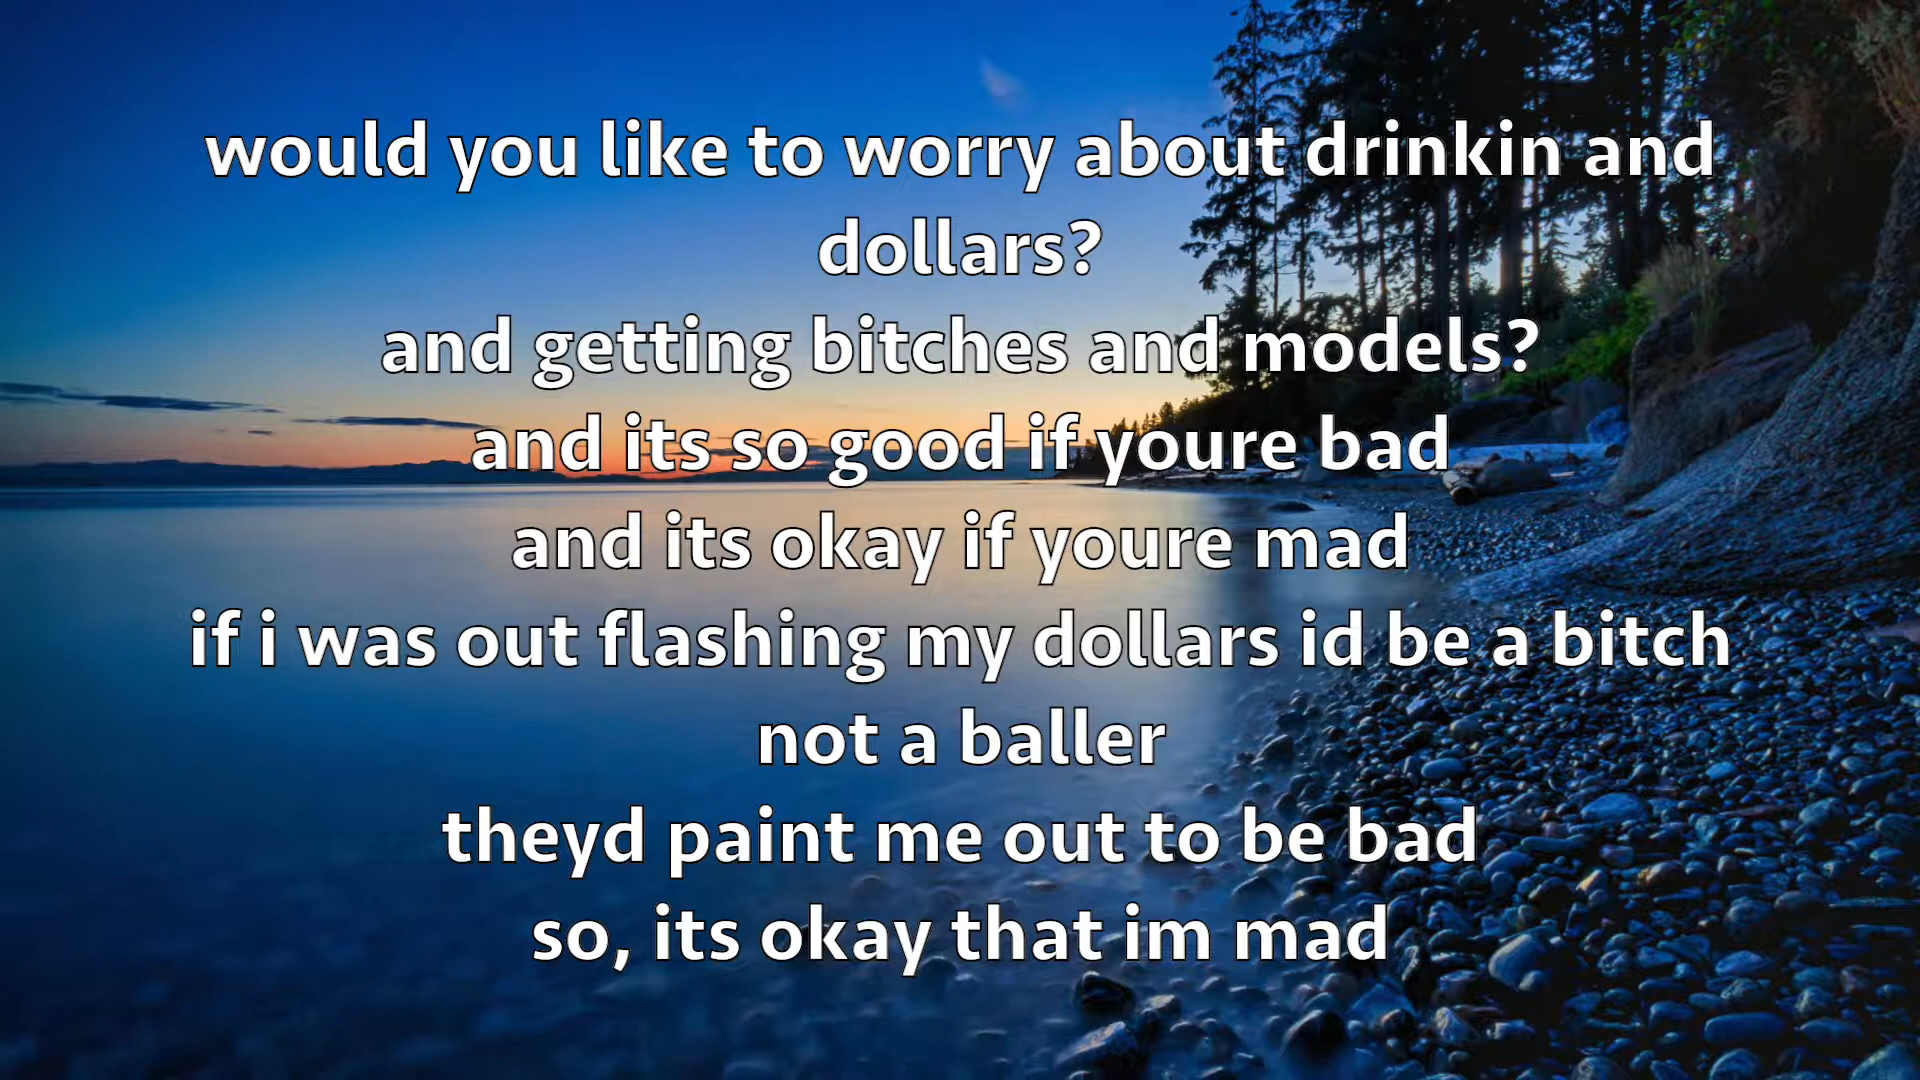 would you like to worry about drinkin and
dollars?
and getting bitches and models?
and its so good if youre bad
and its okay if youre mad
if i was out flashing my dollars id be a bitch
not a baller
theyd paint me out to be bad
so, its okay that im mad